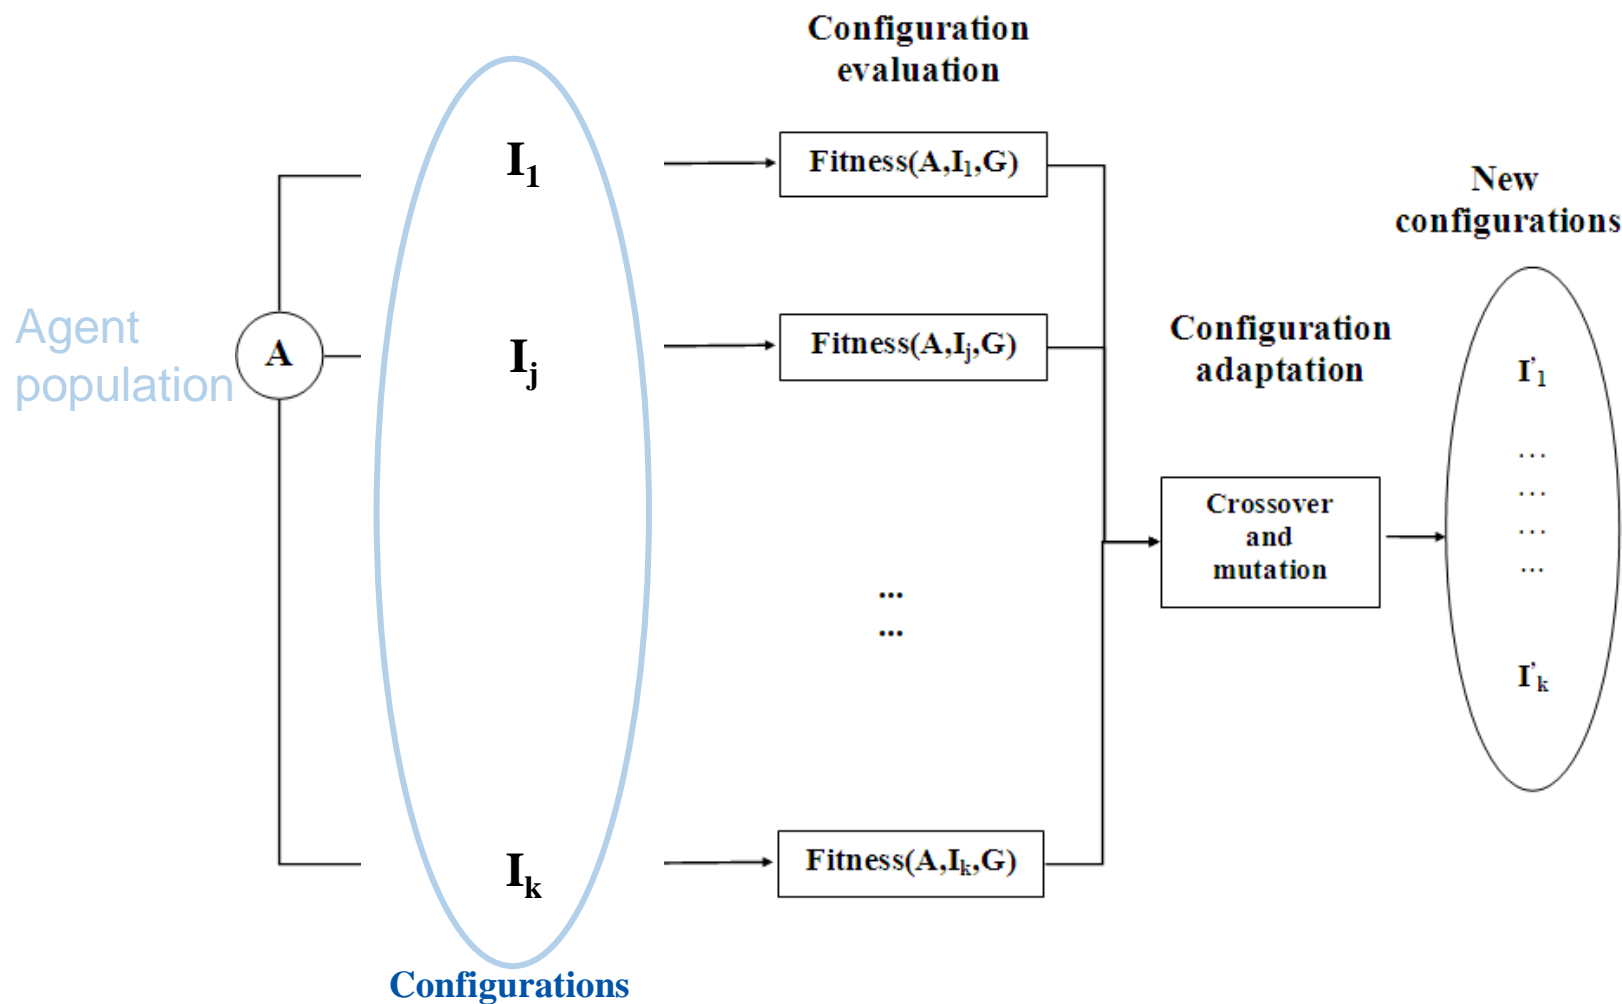 Configuration
evaluation
I1
Fitness(A,I1,G)
New
configurations
Agent
population
A
Ij
Fitness(A,Ij,G)
Configuration
adaptation
I'1
...
...
...
...
Crossover
and
mutation
...
...
I'k
Ik
Fitness(A,Ik,G)
Configurations